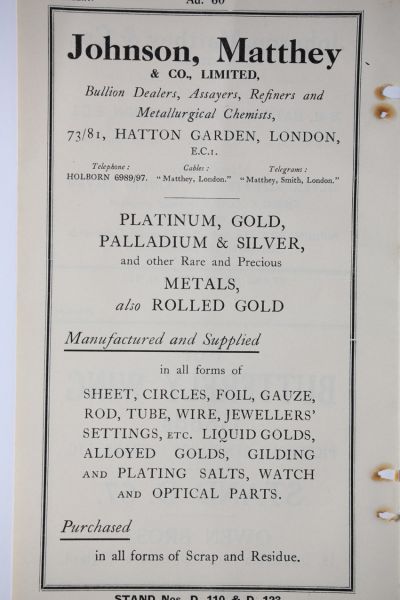 Ad. 60
Johnson, Matthey
& CO., LIMITED,
Bullion Dealers, Assayers, Refiners and
Metallurgical Chemists,
73/81, HATTON GARDEN, LONDON,
E.C.1.
Telephone : Cables : Telegrams :
HOLBORN 6989/97. "Matthey, London." "Matthey, Smith, London."
PLATINUM, GOLD,
PALLADIUM & SILVER,
and other Rare and Precious
METALS,
also ROLLED GOLD
Manufactured and Supplied
in all forms of
SHEET, CIRCLES, FOIL, GAUZE,
ROD, TUBE, WIRE, JEWELLERS'
SETTINGS, ETC. LIQUID GOLDS,
ALLOYED GOLDS, GILDING
AND PLATING SALTS, WATCH
AND OPTICAL PARTS.
Purchased
in all forms of Scrap and Residue.
STAND Nos. D. 110 & D. 123